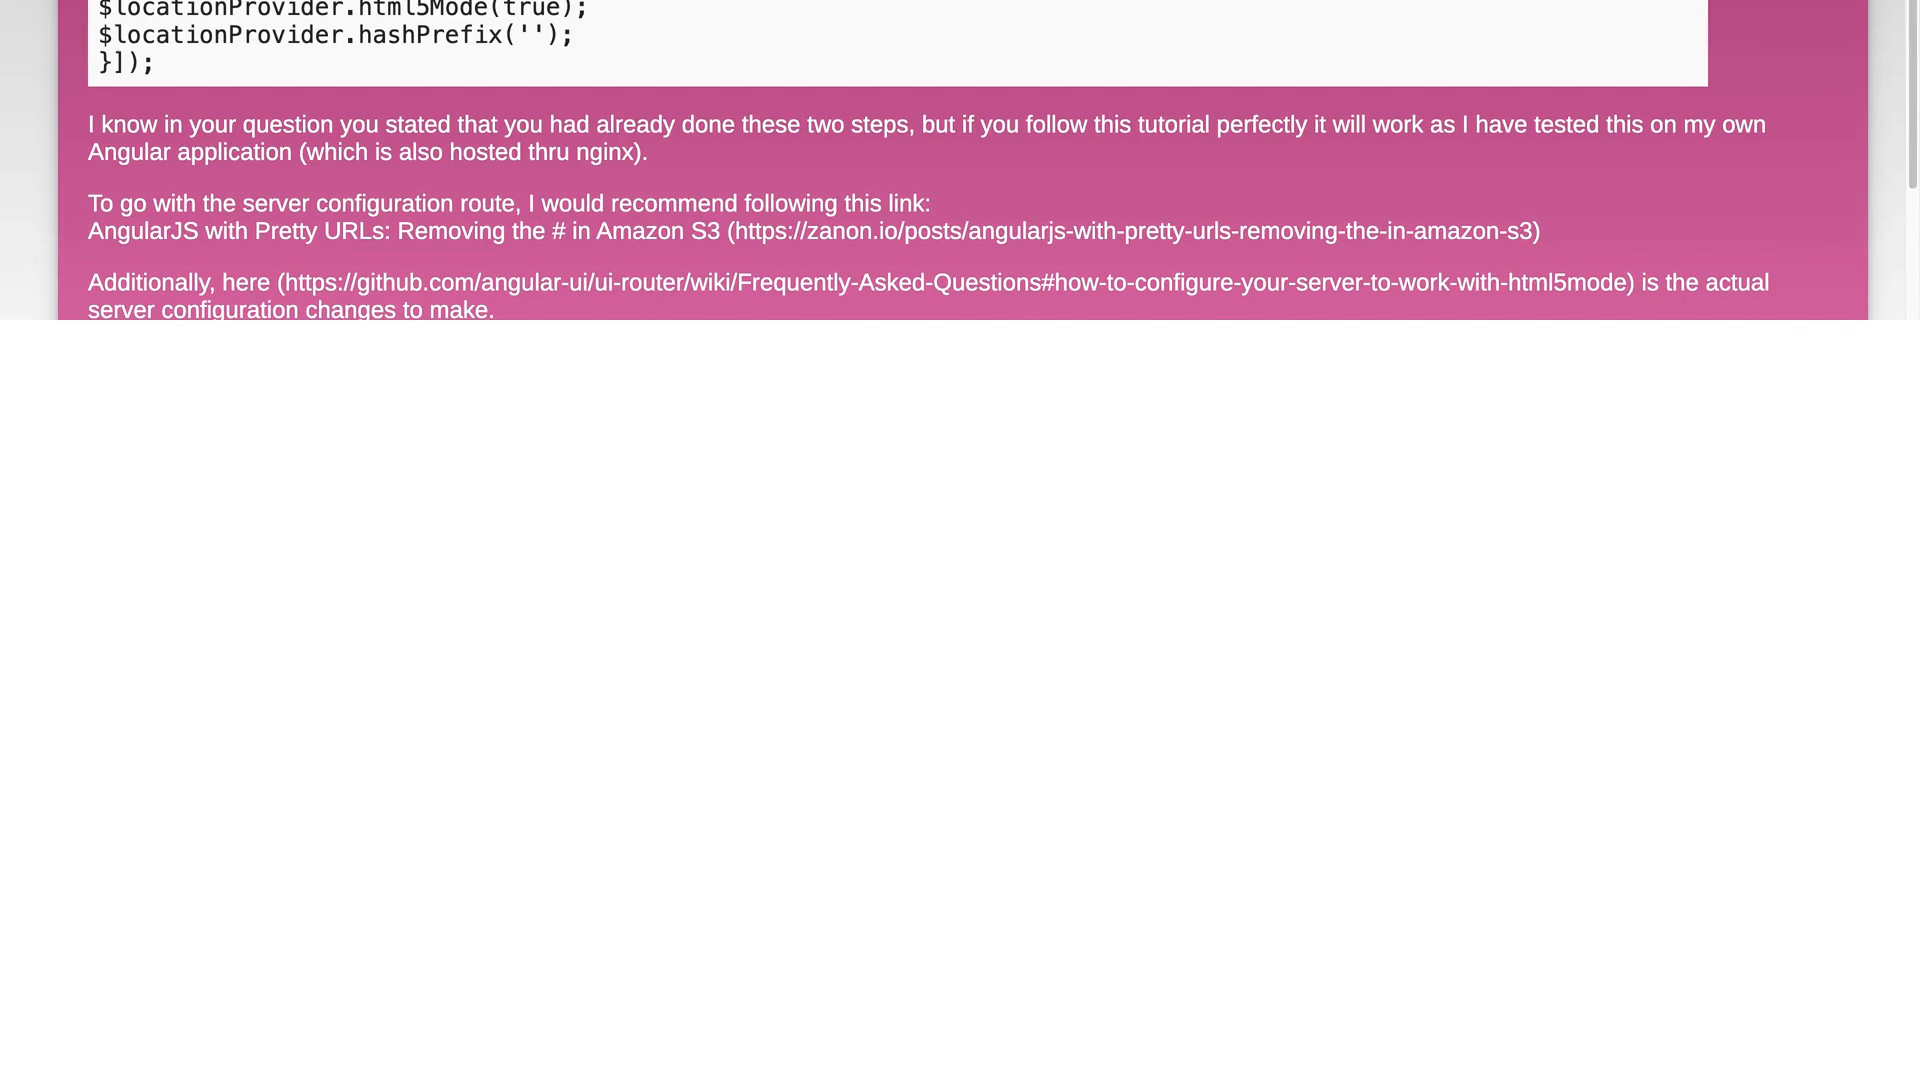 $locationProvider.html5Mode(true);
$locationProvider.hashPrefix('');
}]);
I know in your question you stated that you had already done these two steps, but if you follow this tutorial perfectly it will work as I have tested this on my own
Angular application (which is also hosted thru nginx).
To go with the server configuration route, I would recommend following this link:
AngularJS with Pretty URLs: Removing the # in Amazon S3 (https://zanon.io/posts/angularjs-with-pretty-urls-removing-the-in-amazon-s3)
Additionally, here (https://github.com/angular-ui/ui-router/wiki/Frequently-Asked-Questions#how-to-configure-your-server-to-work-with-html5mode) is the actual
server configuration changes to make.